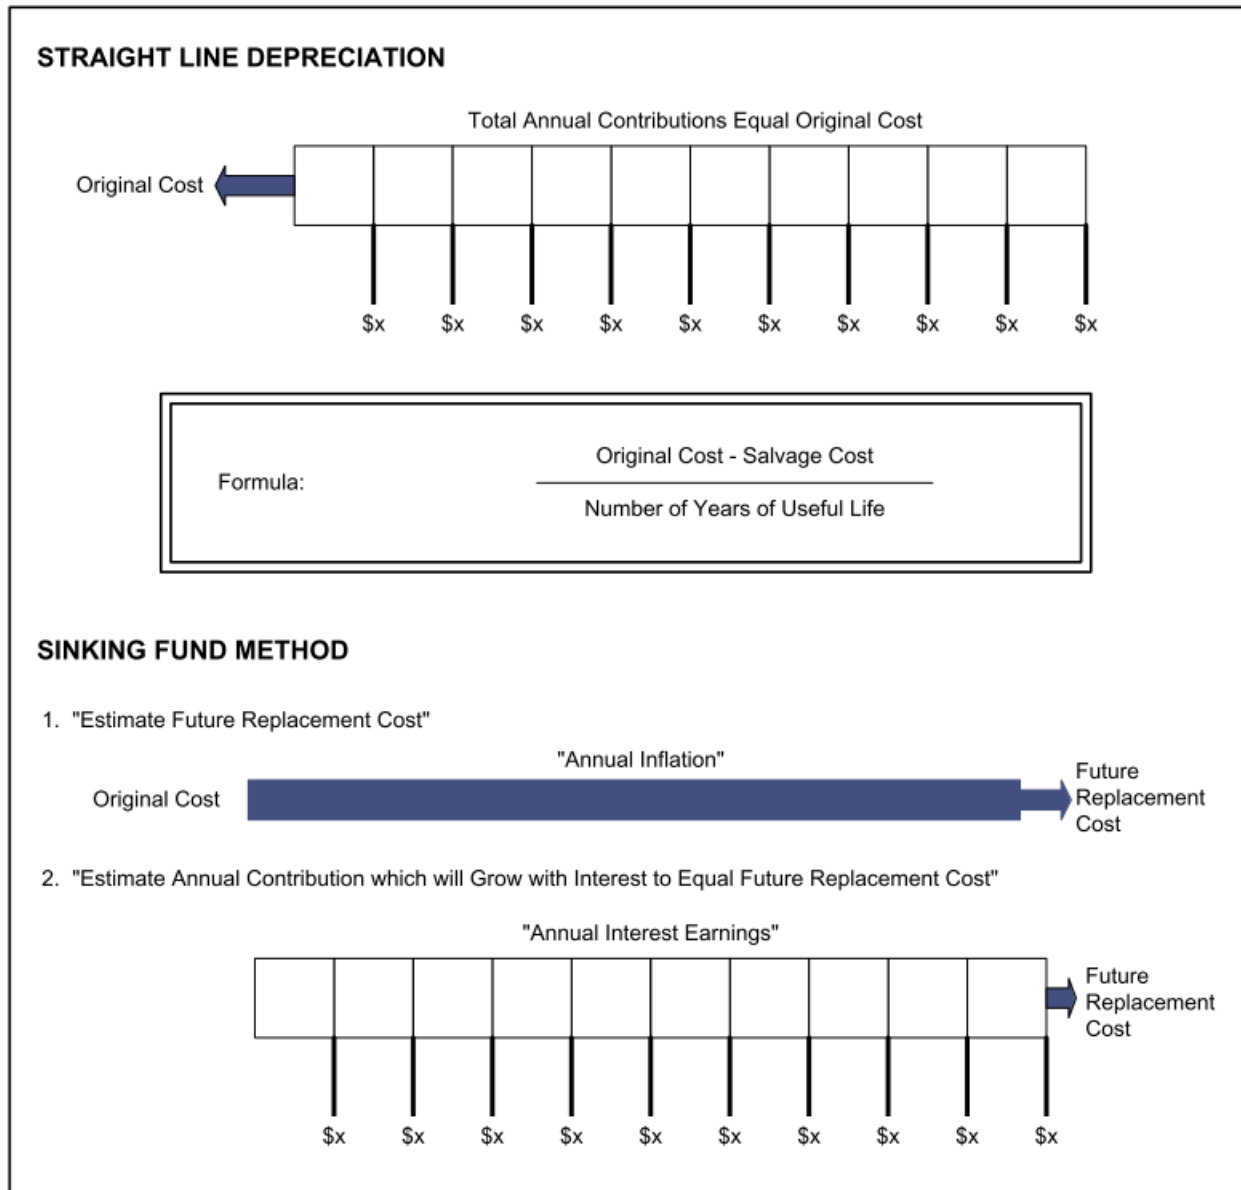 STRAIGHT LINE DEPRECIATION
Total Annual Contributions Equal Original Cost
Original Cost
$x $x $x $x $x $x $x $x $x $x
Formula:
Original Cost - Salvage Cost
Number of Years of Useful Life
SINKING FUND METHOD
1. "Estimate Future Replacement Cost"
"Annual Inflation"
Original Cost
Future
Replacement
Cost
2. "Estimate Annual Contribution which will Grow with Interest to Equal Future Replacement Cost"
"Annual Interest Earnings"
Future
Replacement
Cost
$x $x $x $x $x $x $x $x $x $x